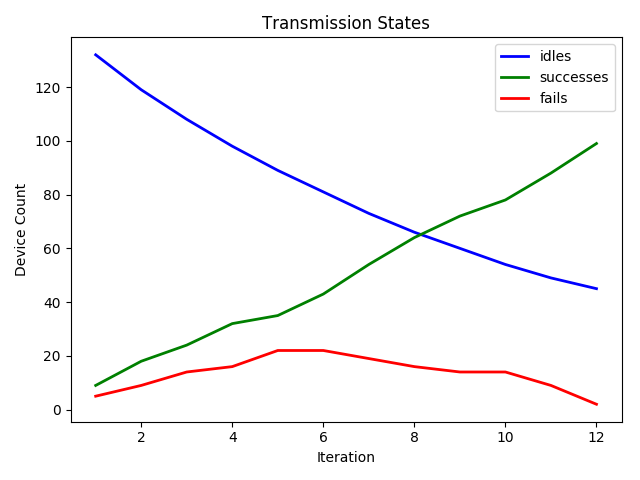 Transmission States
idles
successes
fails
Device Count
120
100
80
60
40
20
0
2 4 6 8 10 12
Iteration